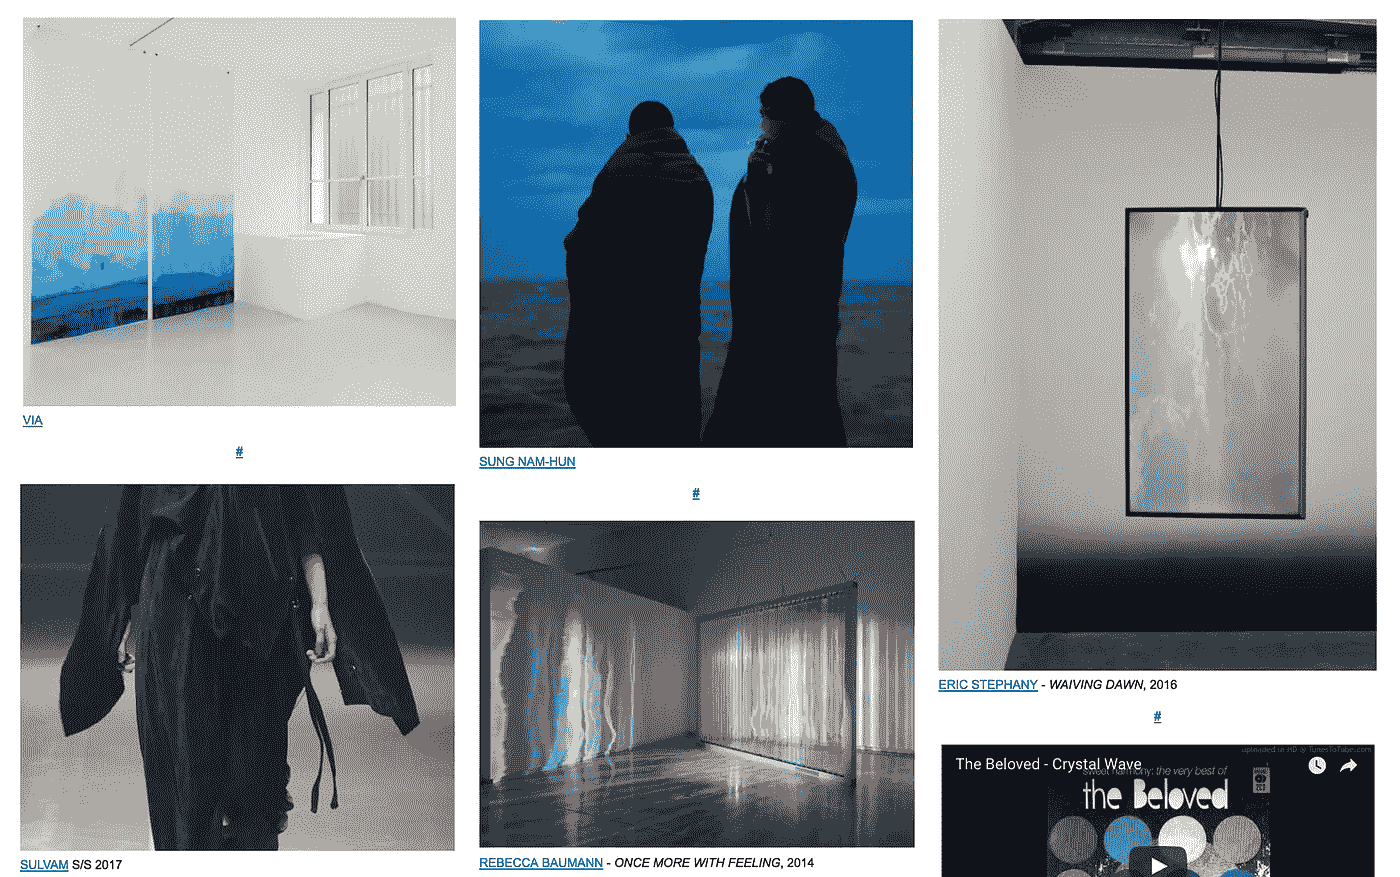 VIA
#
SULVAM S/S 2017
SUNG NAM-HUN
#
REBECCA BAUMANN - ONCE MORE WITH FEELING, 2014
ERIC STEPHANY - WAIVING DAWN, 2016
#
uploaded in HD @ TunesToTube.com
The Beloved - Crystal Wave
sweet harmony: the very best of
the Beloved